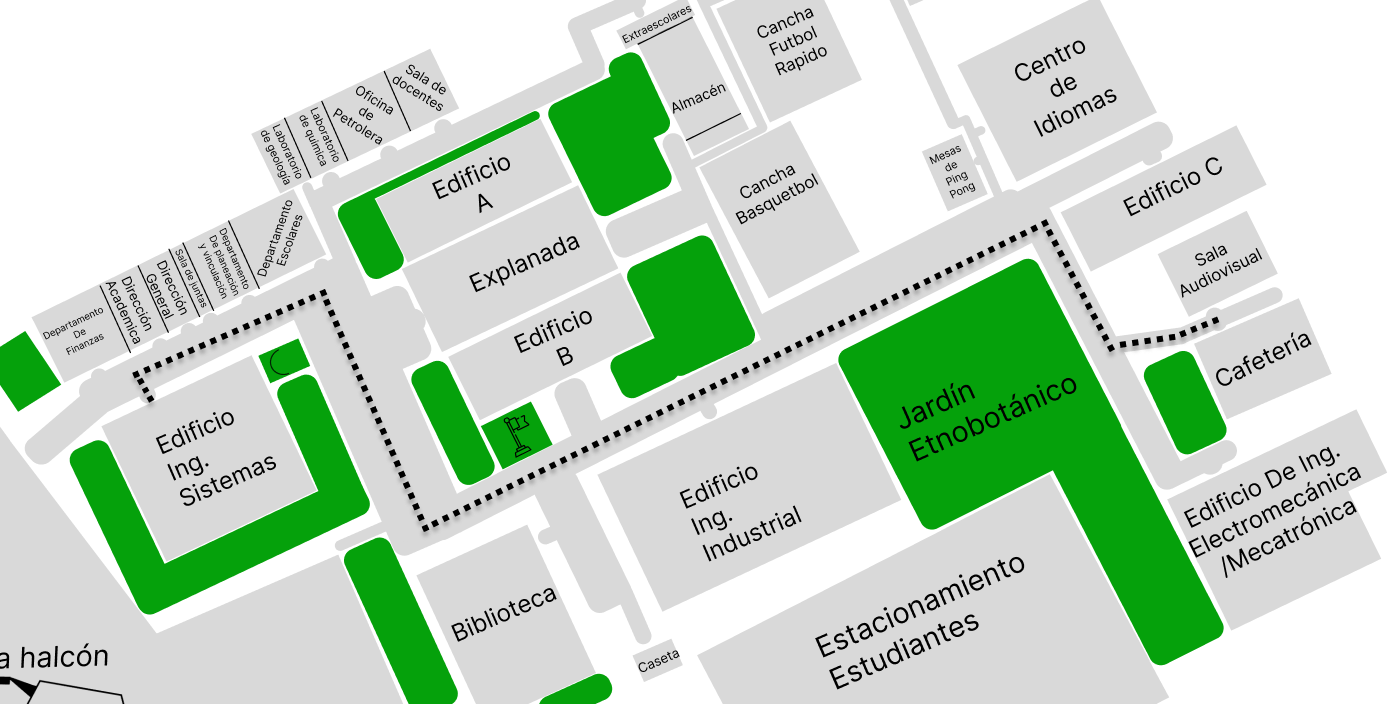 Extraescolares
Cancha
Futbol
Rapido
Centro
de
Idiomas
Sala de
docentes
Oficina
de
Petrolera
Laboratorio
de química
Laboratorio
de geología
Almacén
Mesas
de
Ping
Pong
Edificio
A
Cancha
Basquetbol
Edificio C
Departamento
Escolares
Departamento
De planeación
y vinculación
Sala de juntas
Dirección
General
Dirección
Academica
Departamento
De
Finanzas
Explanada
Sala
Audiovisual
Edificio
B
Cafetería
Jardín
Etnobotánico
Edificio
Ing.
Sistemas
Edificio
Ing.
Industrial
Edificio De Ing.
Electromecánica
/Mecatrónica
Biblioteca
Estacionamiento
Estudiantes
Caseta
a halcón